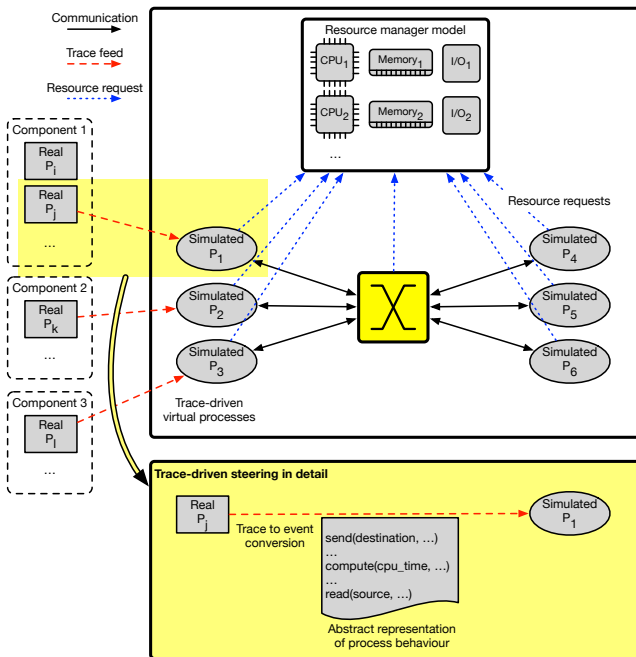 Communication
Trace feed
Resource request
Resource manager model
CPU1
Memory1
I/O1
CPU2
Memory2
I/O2
...
Component 1
Real
Pi
Real
Pj
...
Component 2
Real
Pk
...
Component 3
Real
Pl
...
Simulated
P1
Simulated
P2
Simulated
P3
Trace-driven
virtual processes
Resource requests
Simulated
P4
Simulated
P5
Simulated
P6
Trace-driven steering in detail
Real
Pj
Trace to event
conversion
Simulated
P1
send(destination, ...)
...
compute(cpu_time, ...)
...
read(source, ...)
Abstract representation
of process behaviour